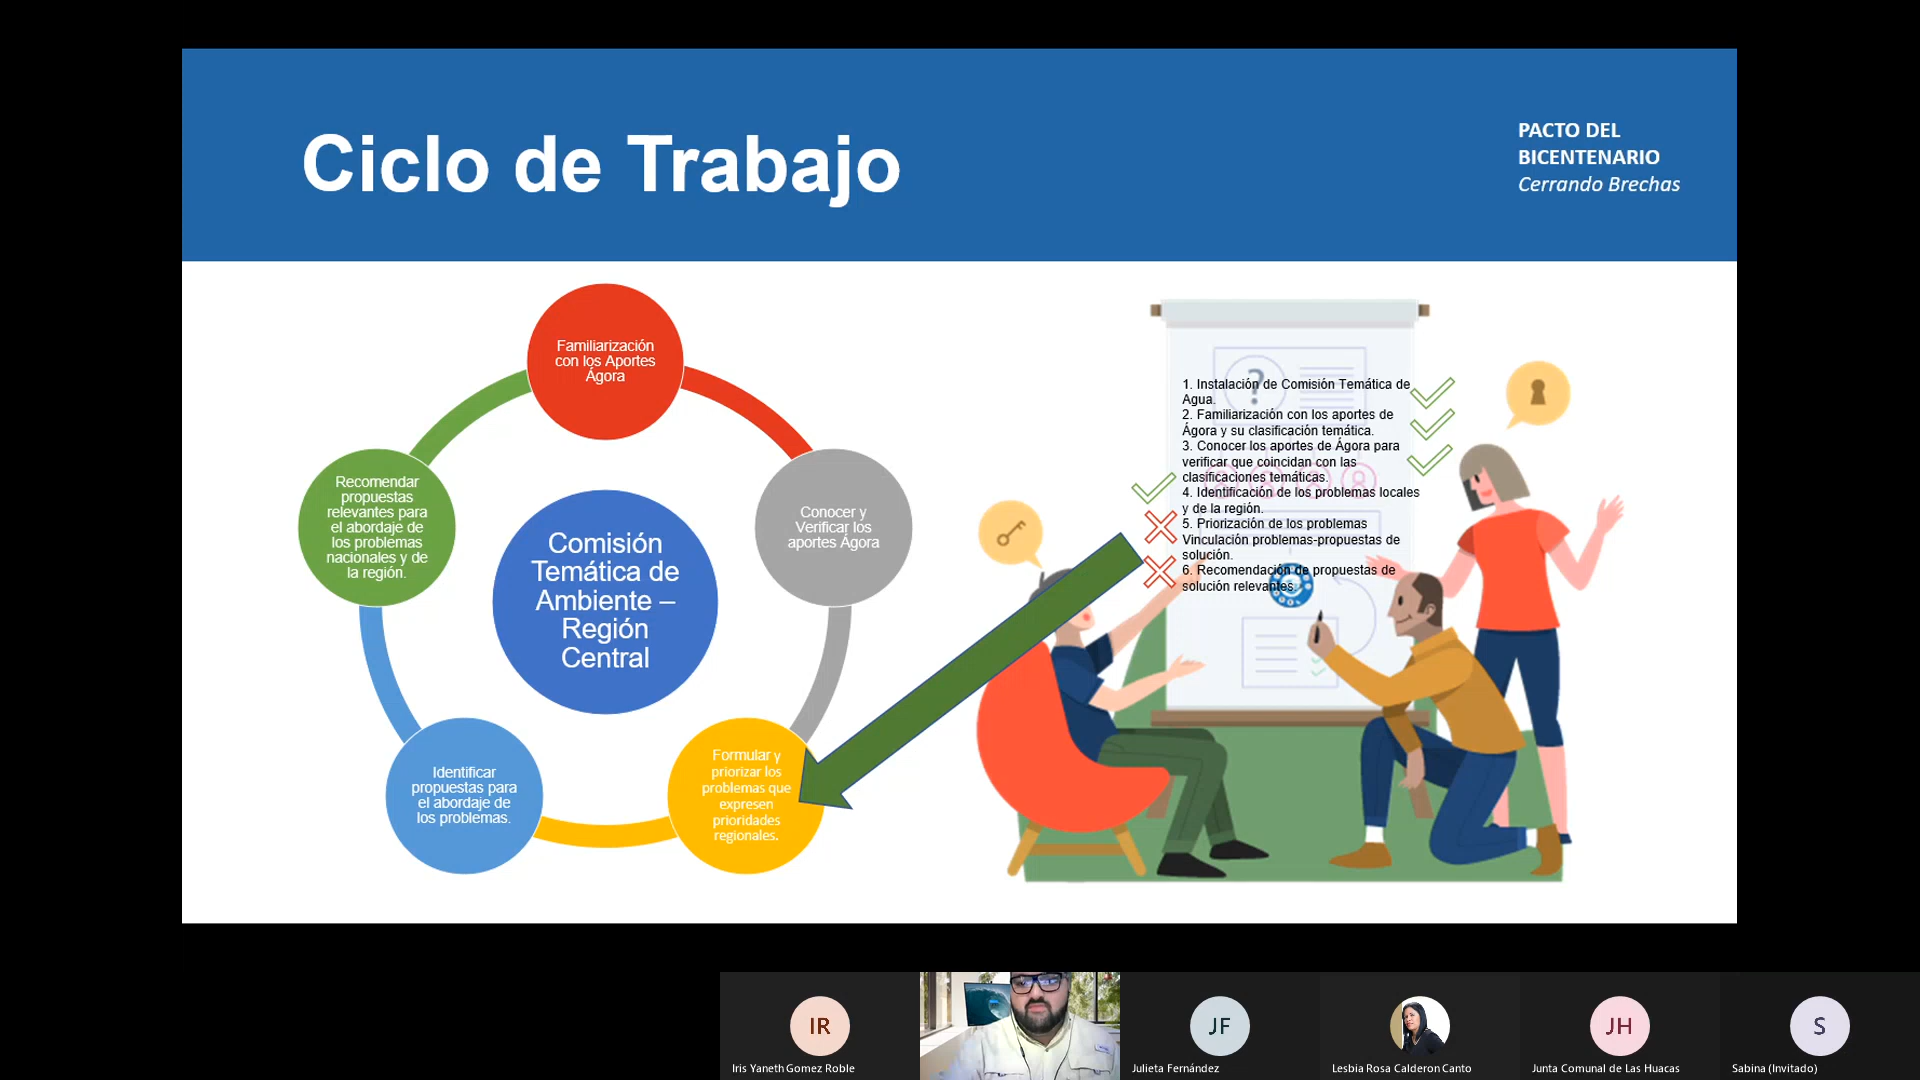 Ciclo de Trabajo
PACTO DEL
BICENTENARIO
Cerrando Brechas
Familiarización
con los Aportes
Ágora
Conocer y
Verificar los
aportes Ágora
Formular y
priorizar los
problemas que
expresen
prioridades
regionales.
Identificar
propuestas para
el abordaje de
los problemas.
Recomendar
propuestas
relevantes para
el abordaje de
los problemas
nacionales y de
la región.
Comisión
Temática de
Ambiente –
Región
Central
1. Instalación de Comisión Temática de
Agua.
2. Familiarización con los aportes de
Ágora y su clasificación temática.
3. Conocer los aportes de Ágora para
verificar que coincidan con las
clasificaciones temáticas.
4. Identificación de los problemas locales
y de la región.
5. Priorización de los problemas
Vinculación problemas-propuestas de
solución.
6. Recomendación de propuestas de
solución relevantes.
?
IR
Iris Yaneth Gomez Roble
JF
Julieta Fernández
Lesbia Rosa Calderon Canto
JH
Junta Comunal de Las Huacas
S
Sabina (Invitado)